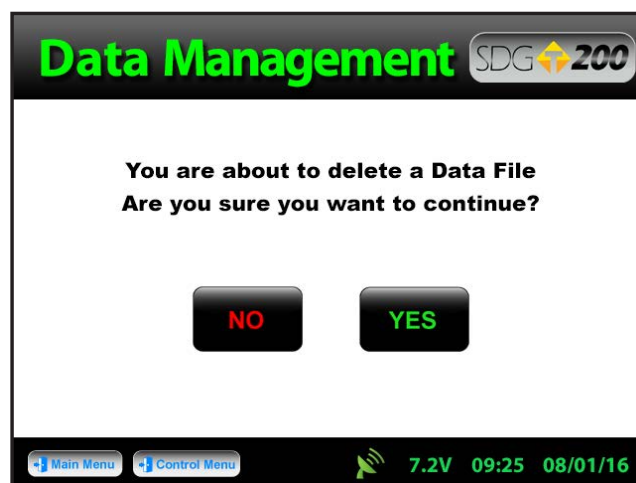 Data Management SDG 200
You are about to delete a Data File
Are you sure you want to continue?
NO YES
Main Menu Control Menu 7.2V 09:25 08/01/16